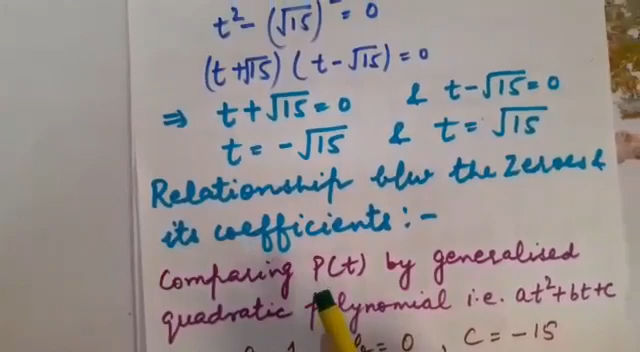 t² - (√15)² = 0
(t+√15) (t-√15) = 0
⇒ t + √15 = 0 & t - √15 = 0
t = -√15 & t = √15
Relationship b/w the Zeroes &
its coefficients:-
Comparing P(t) by generalised
quadratic polynomial i.e. at²+bt+c
= 0 , C = -15